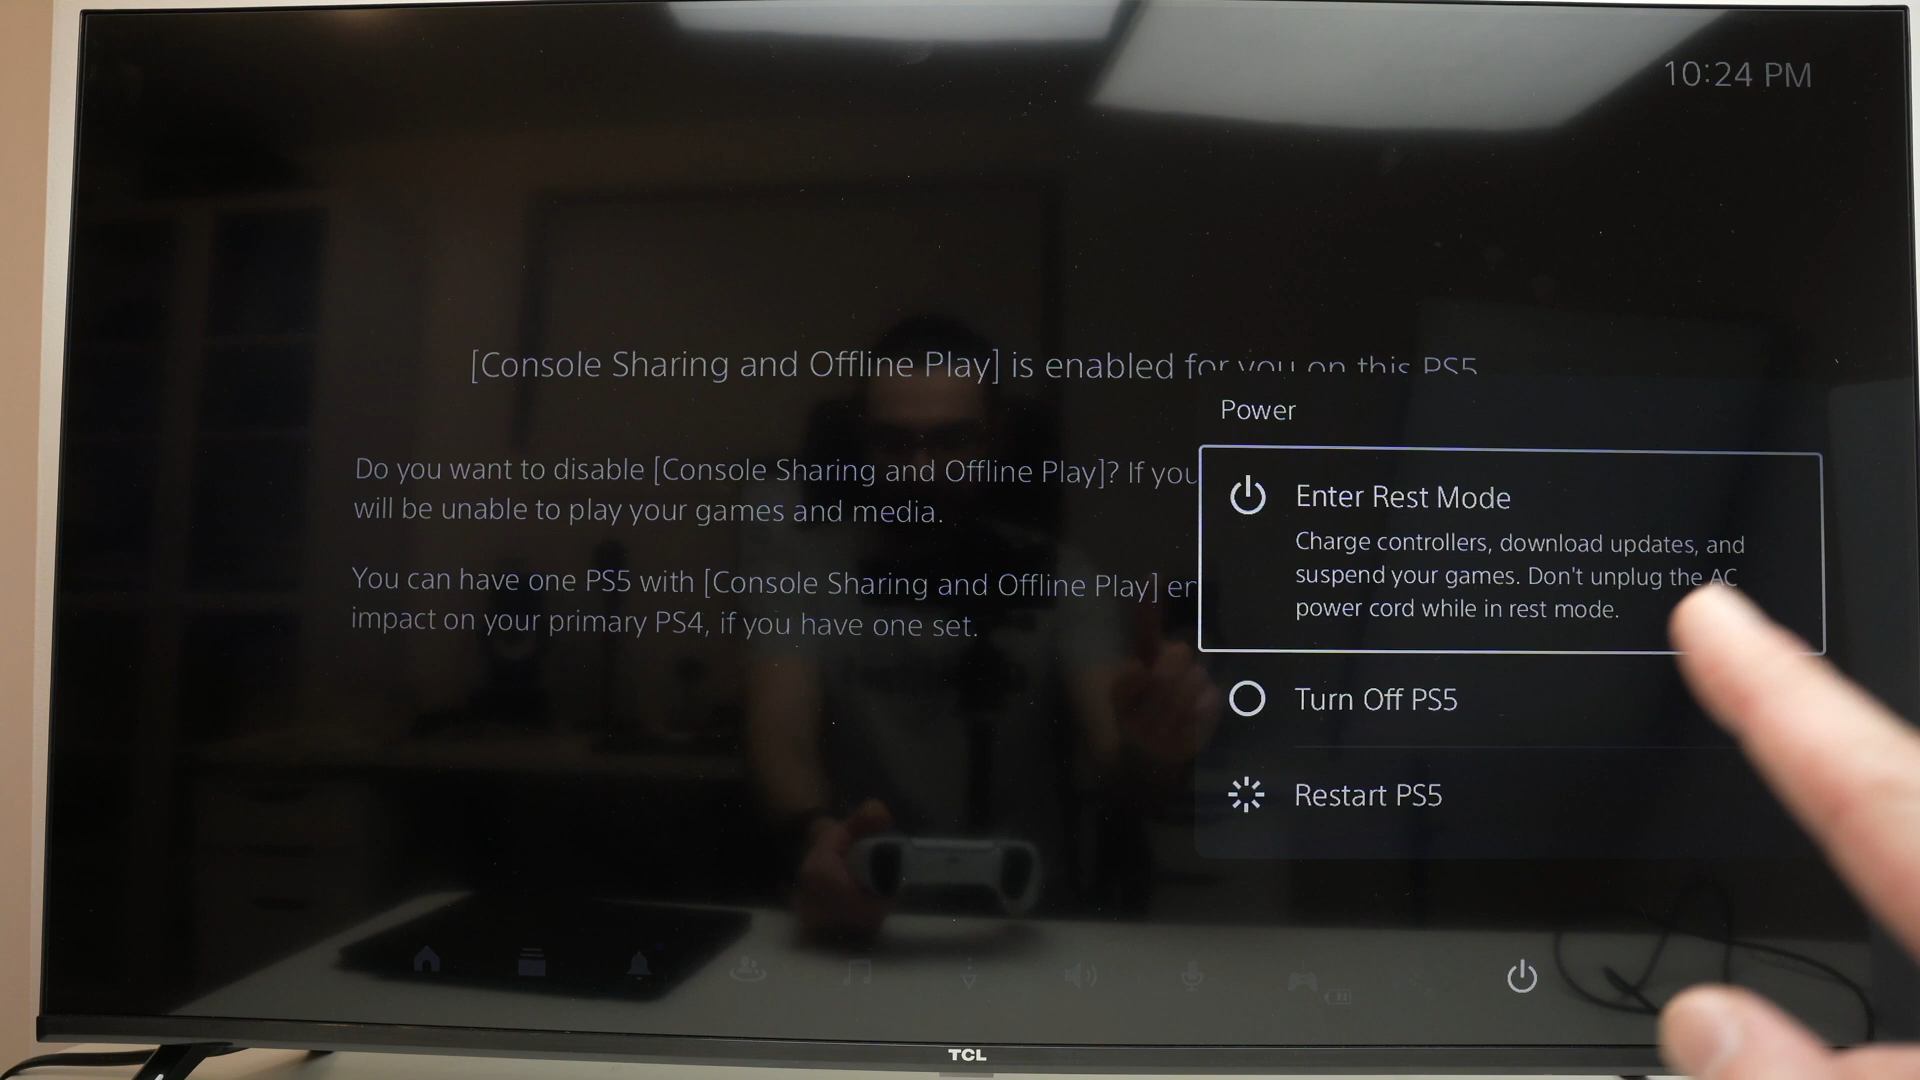 10:24 PM
[Console Sharing and Offline Play] is enabled for you on this PS5
Do you want to disable [Console Sharing and Offline Play]? If you
will be unable to play your games and media.
You can have one PS5 with [Console Sharing and Offline Play]
impact on your primary PS4, if you have one set.
Power
Enter Rest Mode
Charge controllers, download updates, and
suspend your games. Don't unplug the AC
power cord while in rest mode.
Turn Off PS5
Restart PS5
TCL